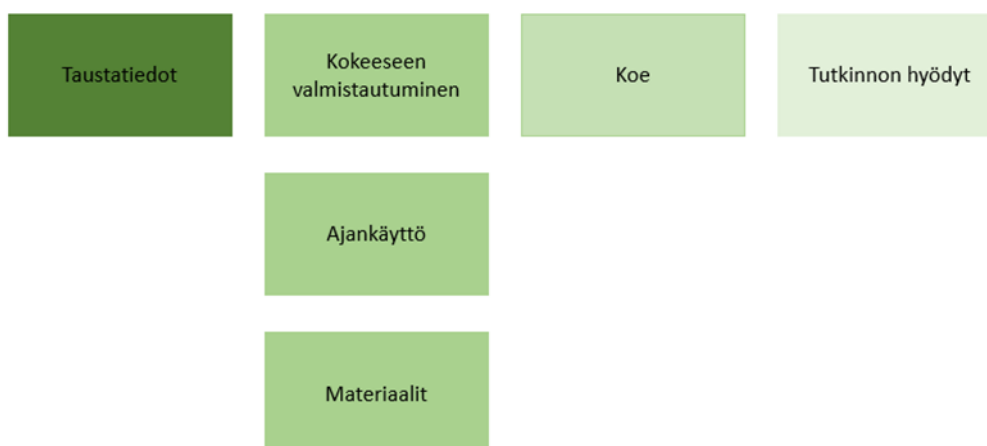 Taustatiedot
Kokeeseen
valmistautuminen
Koe
Tutkinnon hyödyt
Ajankäyttö
Materiaalit